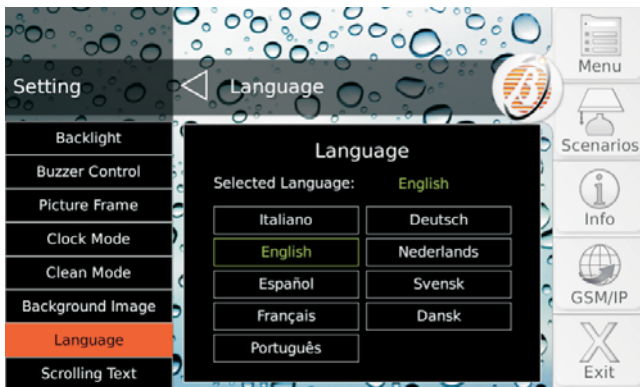 Setting
Language
Backlight
Buzzer Control
Picture Frame
Clock Mode
Clean Mode
Background Image
Language
Scrolling Text
Language
Selected Language: English
Italiano Deutsch
English Nederlands
Español Svensk
Français Dansk
Português
Menu
Scenarios
Info
GSM/IP
Exit